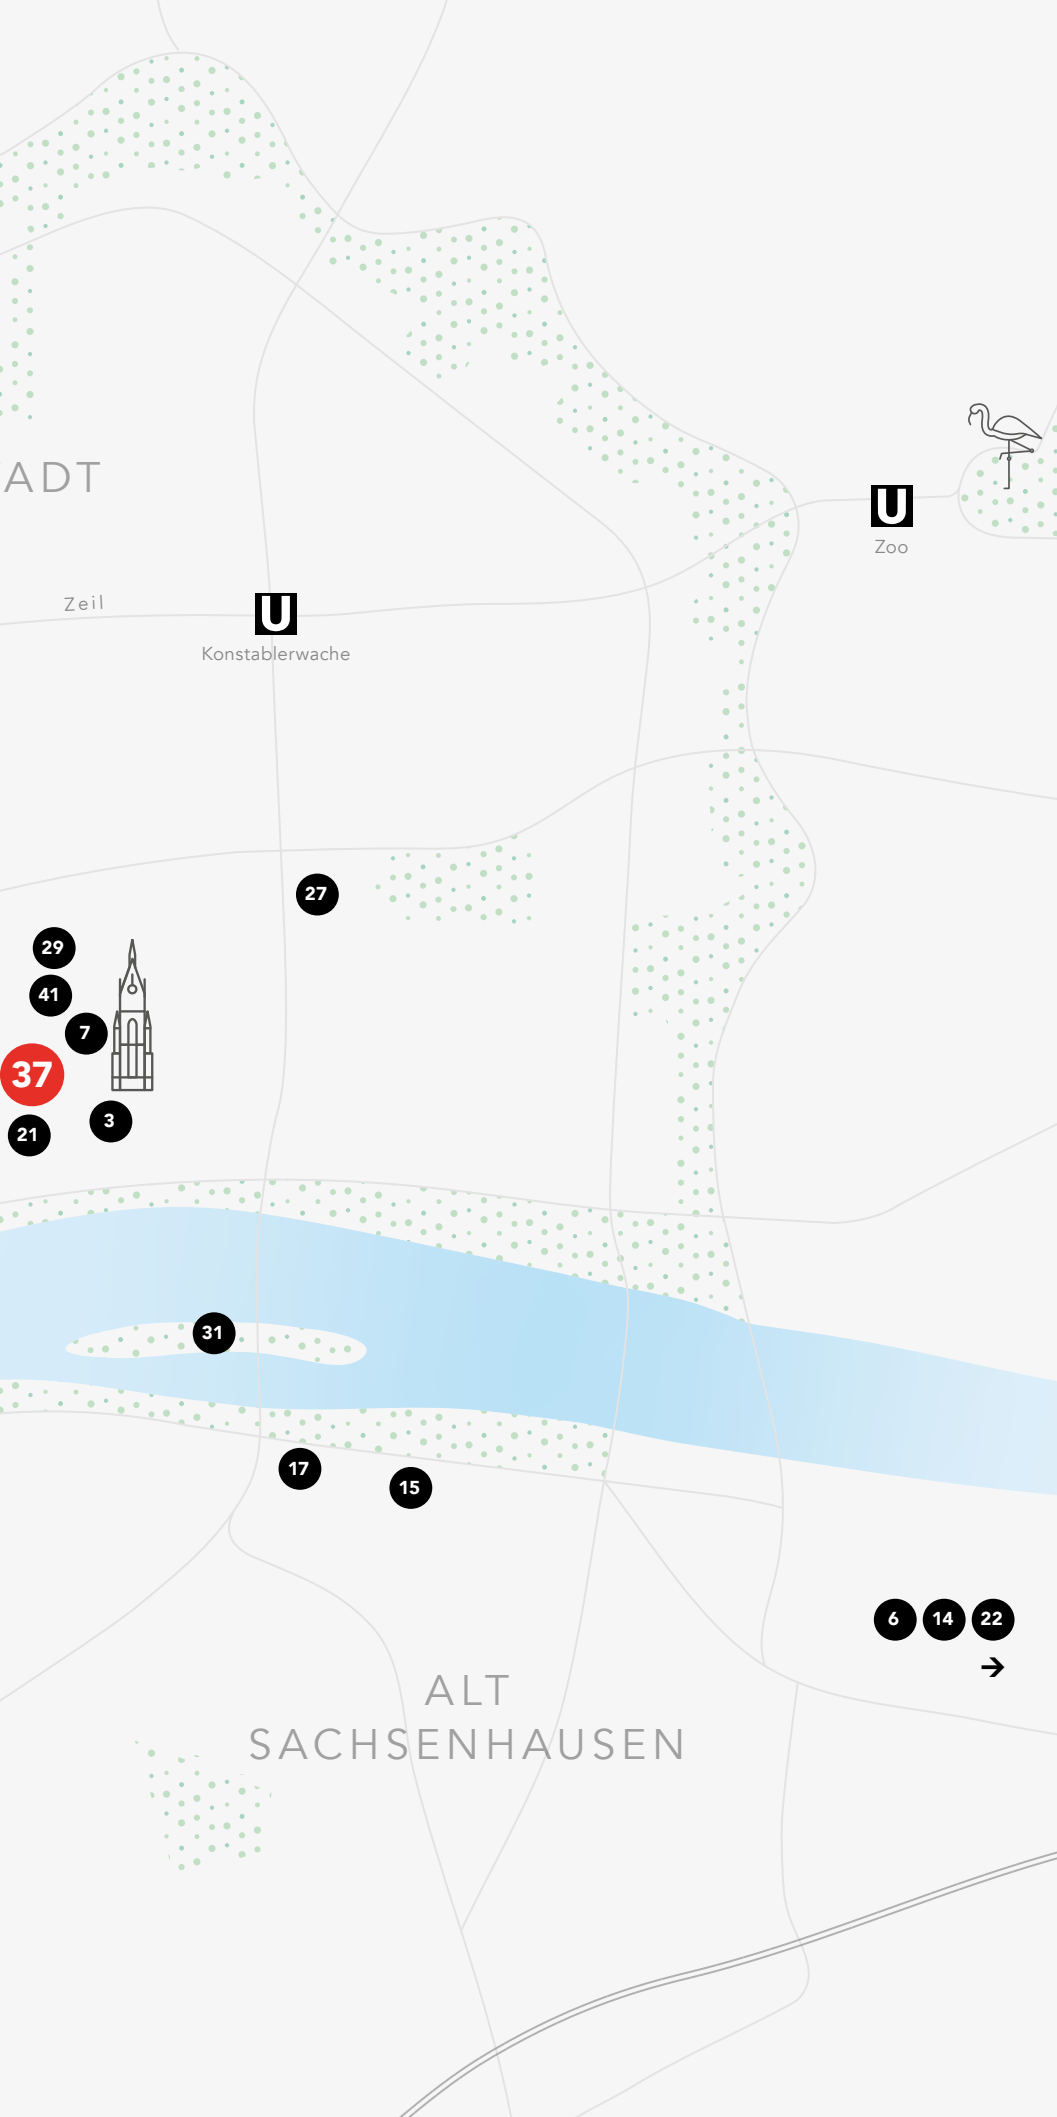 ADT
U
Zoo
Zeil
U
Konstablerwache
27
29
41
7
37
3
21
31
17
15
6 14 22
→
ALT
SACHSENHAUSEN